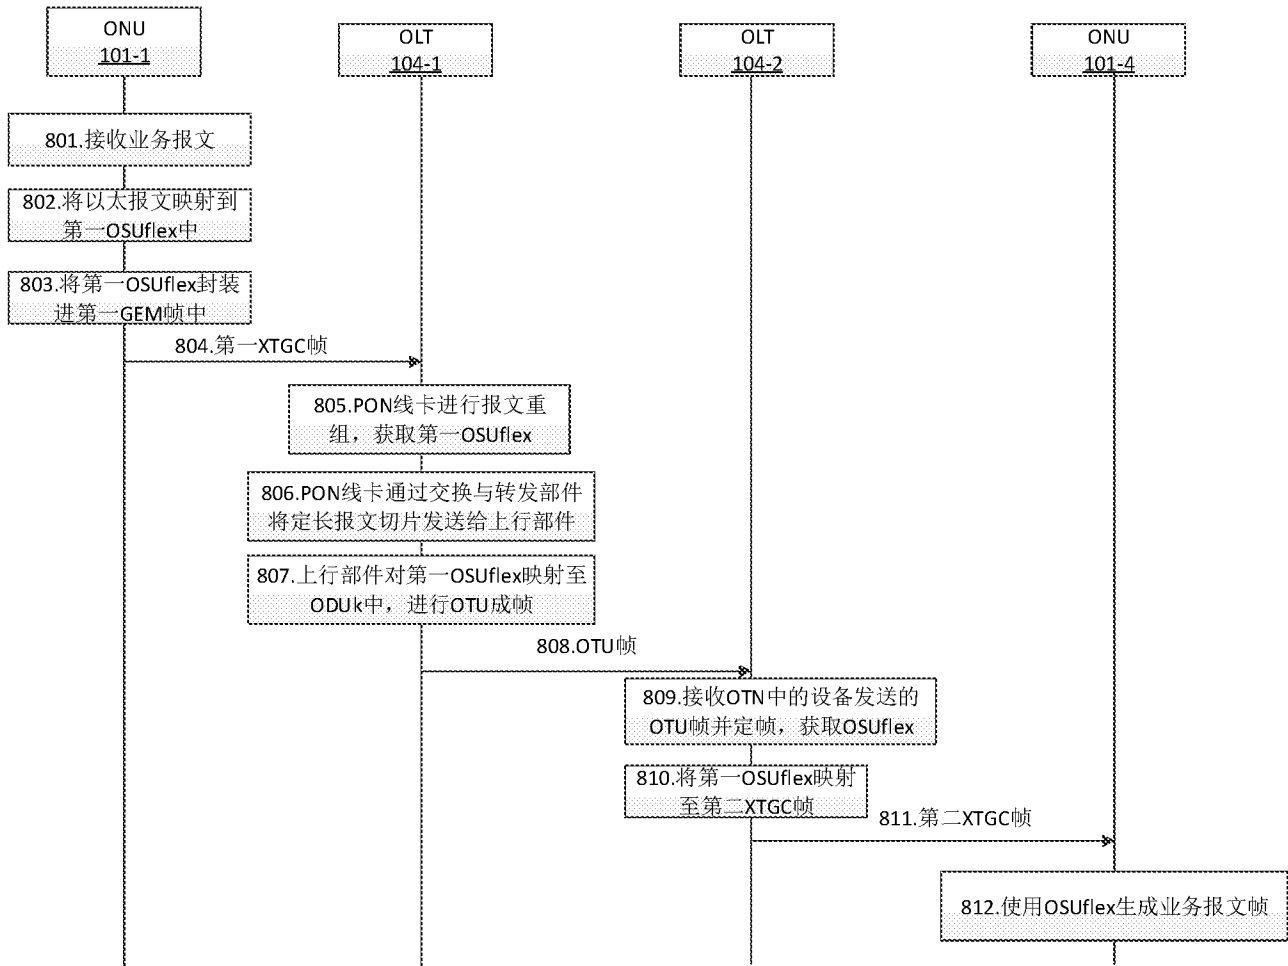 ONU
101-1
OLT
104-1
OLT
104-2
ONU
101-4
801.接收业务报文
802.将以太报文映射到
第一OSUflex中
803.将第一OSUflex封装
进第一GEM帧中
804.第一XTGC帧
805.PON线卡进行报文重
组，获取第一OSUflex
806.PON线卡通过交换与转发部件
将定长报文切片发送给上行部件
807.上行部件对第一OSUflex映射至
ODUk中，进行OTU成帧
808.OTU帧
809.接收OTN中的设备发送的
OTU帧并定帧，获取OSUflex
810.将第一OSUflex映射
至第二XTGC帧
811.第二XTGC帧
812.使用OSUflex生成业务报文帧